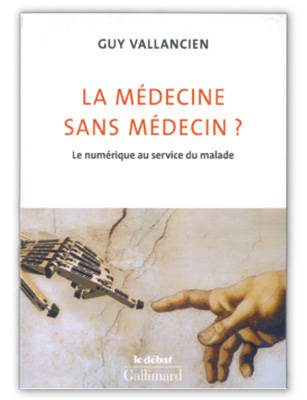 GUY VALLANCIEN
LA MÉDECINE
SANS MÉDECIN ?
Le numérique au service du malade
le débat
Gallimard